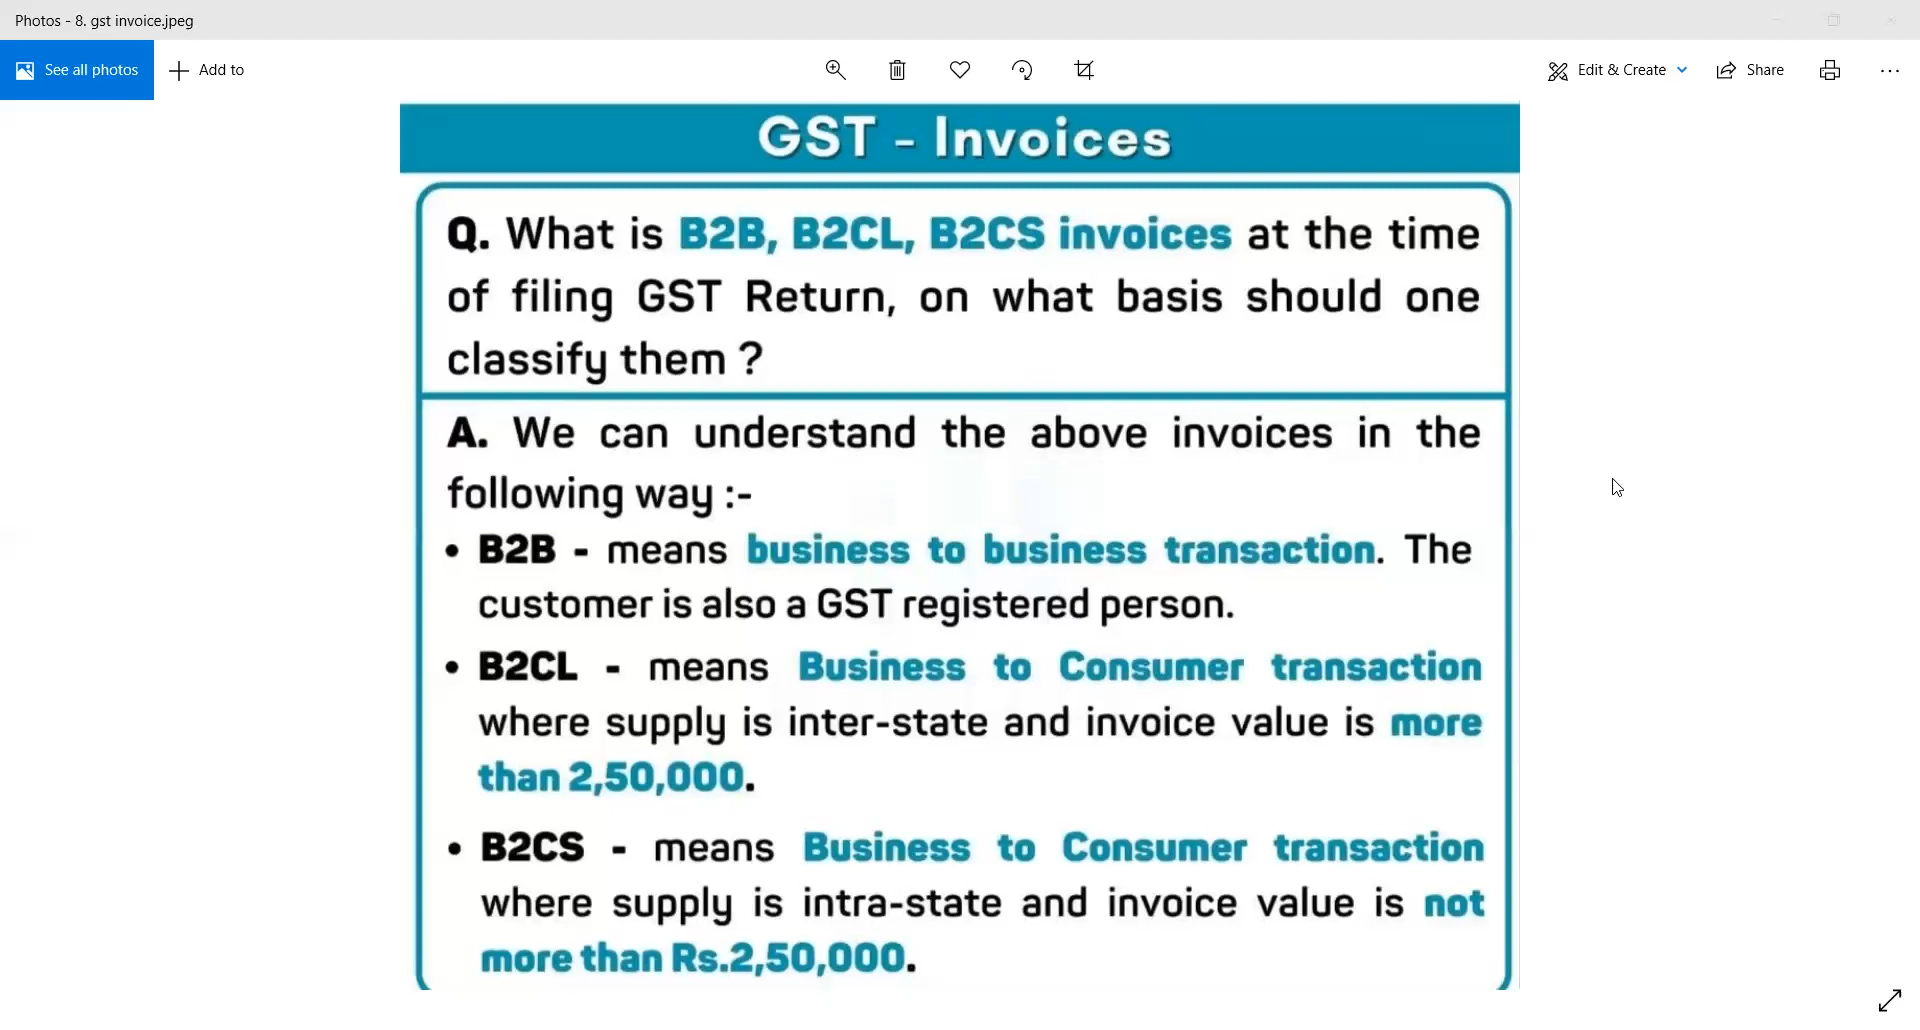 Photos - 8. gst invoice.jpeg
See all photos
Add to
Edit & Create
Share
GST - Invoices
Q. What is B2B, B2CL, B2CS invoices at the time
of filing GST Return, on what basis should one
classify them ?
A. We can understand the above invoices in the
following way :-
• B2B - means business to business transaction. The
customer is also a GST registered person.
• B2CL - means Business to Consumer transaction
where supply is inter-state and invoice value is more
than 2,50,000.
• B2CS - means Business to Consumer transaction
where supply is intra-state and invoice value is not
more than Rs.2,50,000.